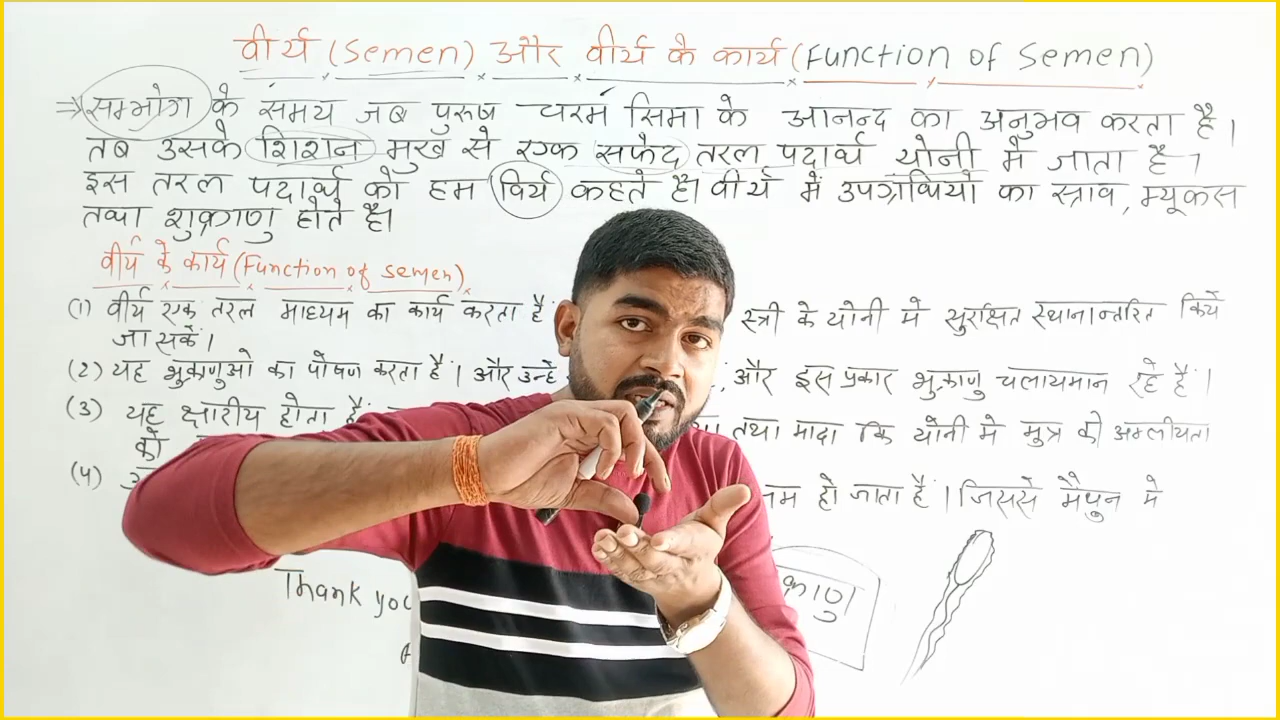 वीर्य (Semen) और वीर्य के कार्य (Function of Semen)
⇒ सम्भोग के संमय जब पुरुष चरमं सिमा के आनन्द का अनुभव करता है।
तब उसके शिशन मुख से एक सफेद तरल पदार्थ योनी में जाता है।
इस तरल पदार्थ को हम विर्य कहते है। वीर्य में उपग्रंथियों का स्त्राव, म्यूकस
तथा शुक्राणु होते है।
वीर्य के कार्य (Function of semen)
(1) वीर्य एक तरल माध्यम का कार्य करता है स्त्री के योनी में सुरक्षित स्थानान्तरित किये
जा सकें।
(2) यह शुक्राणुओ का पोषण करता है। और उन्हें और इस प्रकार शुक्राणु चलायमान रहे है।
(3) यह क्षारीय होता है तथा मादा कि योनी मे मुत्र की अम्लीयता
को
(4) हो जाता है। जिससे मैथुन मे
Thank you